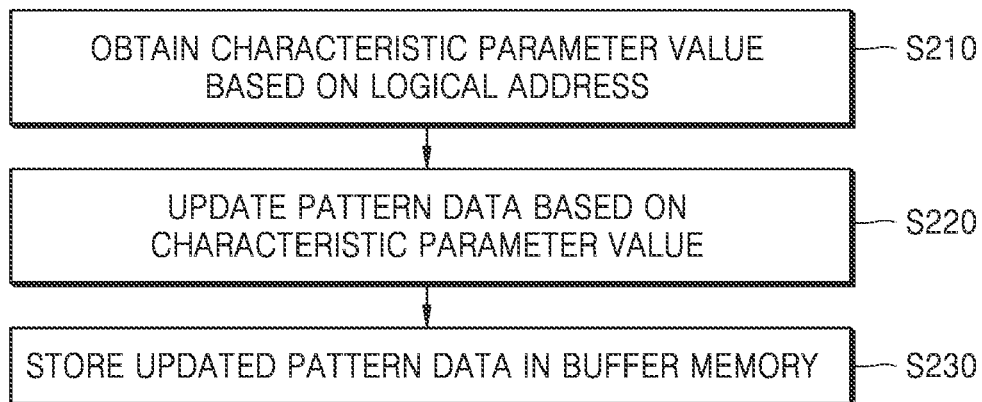 OBTAIN CHARACTERISTIC PARAMETER VALUE
BASED ON LOGICAL ADDRESS
S210
UPDATE PATTERN DATA BASED ON
CHARACTERISTIC PARAMETER VALUE
S220
STORE UPDATED PATTERN DATA IN BUFFER MEMORY
S230